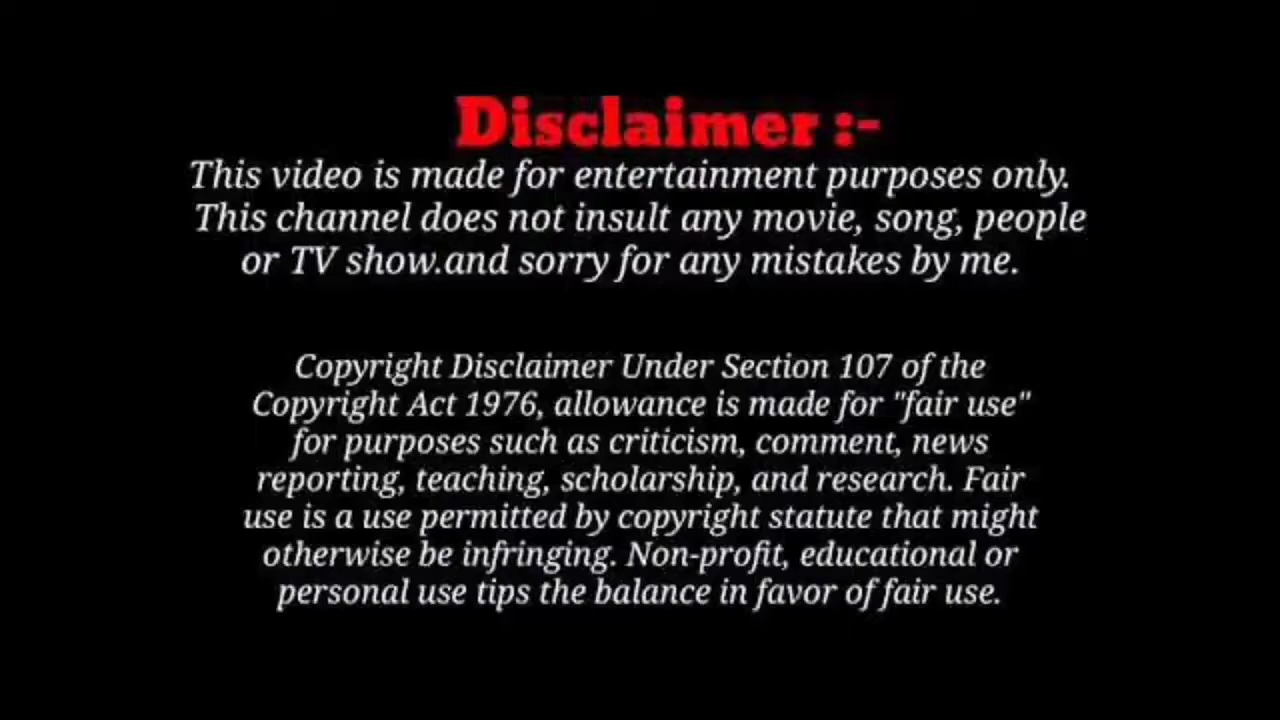 Disclaimer :-
This video is made for entertainment purposes only.
This channel does not insult any movie, song, people
or TV show.and sorry for any mistakes by me.
Copyright Disclaimer Under Section 107 of the
Copyright Act 1976, allowance is made for "fair use"
for purposes such as criticism, comment, news
reporting, teaching, scholarship, and research. Fair
use is a use permitted by copyright statute that might
otherwise be infringing. Non-profit, educational or
personal use tips the balance in favor of fair use.